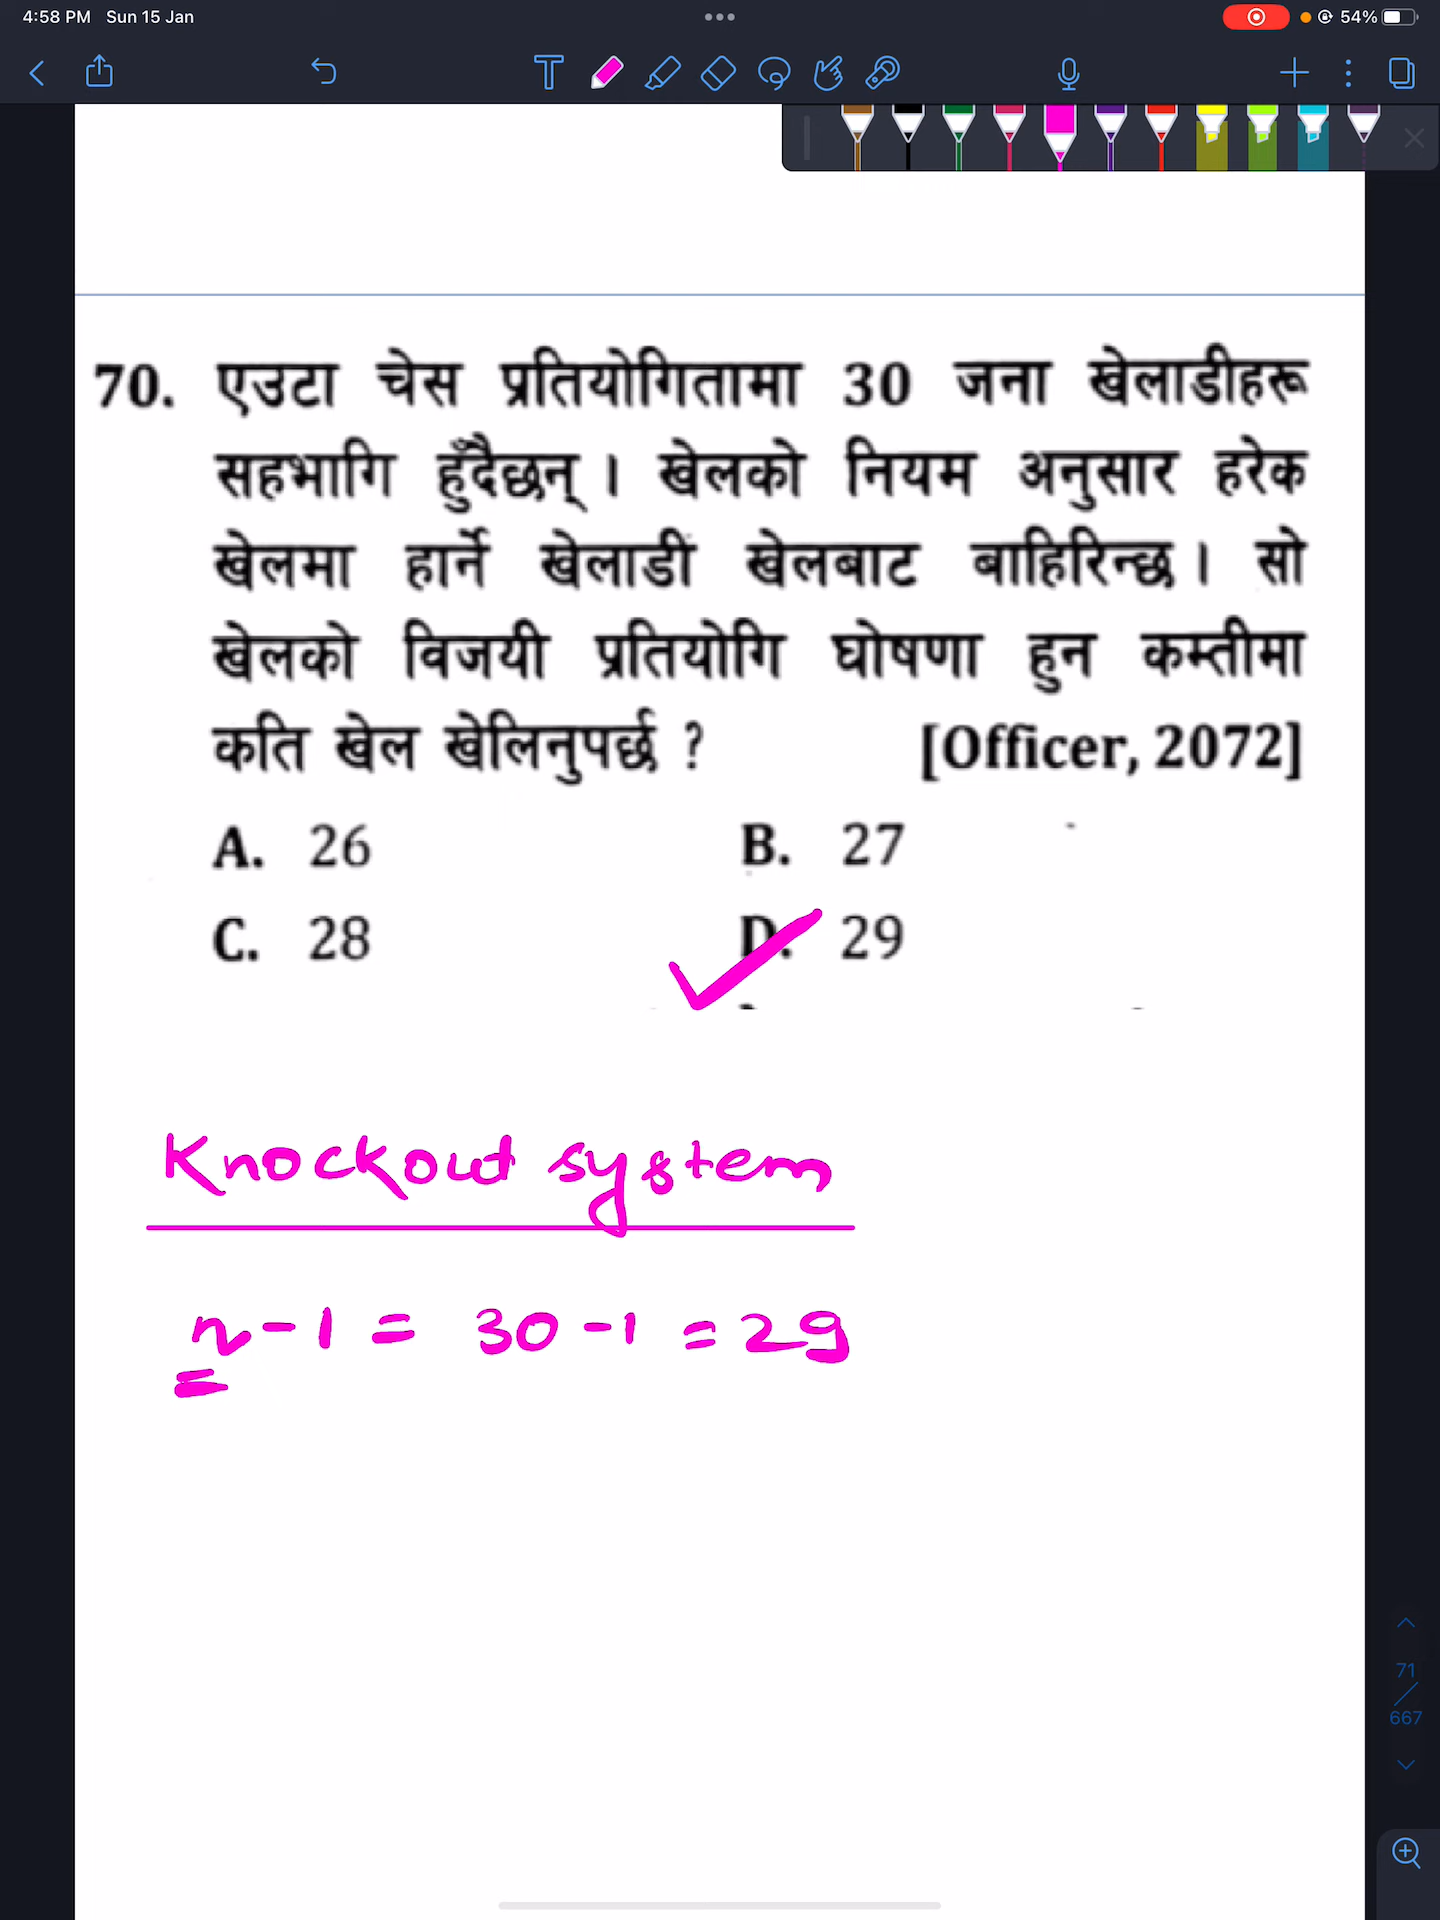 4:58 PM Sun 15 Jan
54%
70. एउटा चेस प्रतियोगितामा 30 जना खेलाडीहरू
सहभागि हुँदैछन् । खेलको नियम अनुसार हरेक
खेलमा हार्ने खेलाडी खेलबाट बाहिरिन्छ । सो
खेलको विजयी प्रतियोगि घोषणा हुन कम्तीमा
कति खेल खेलिनुपर्छ ? [Officer, 2072]
A. 26 B. 27
C. 28 D. 29
Knockout system
n-1 = 30-1 = 29
71
/
667